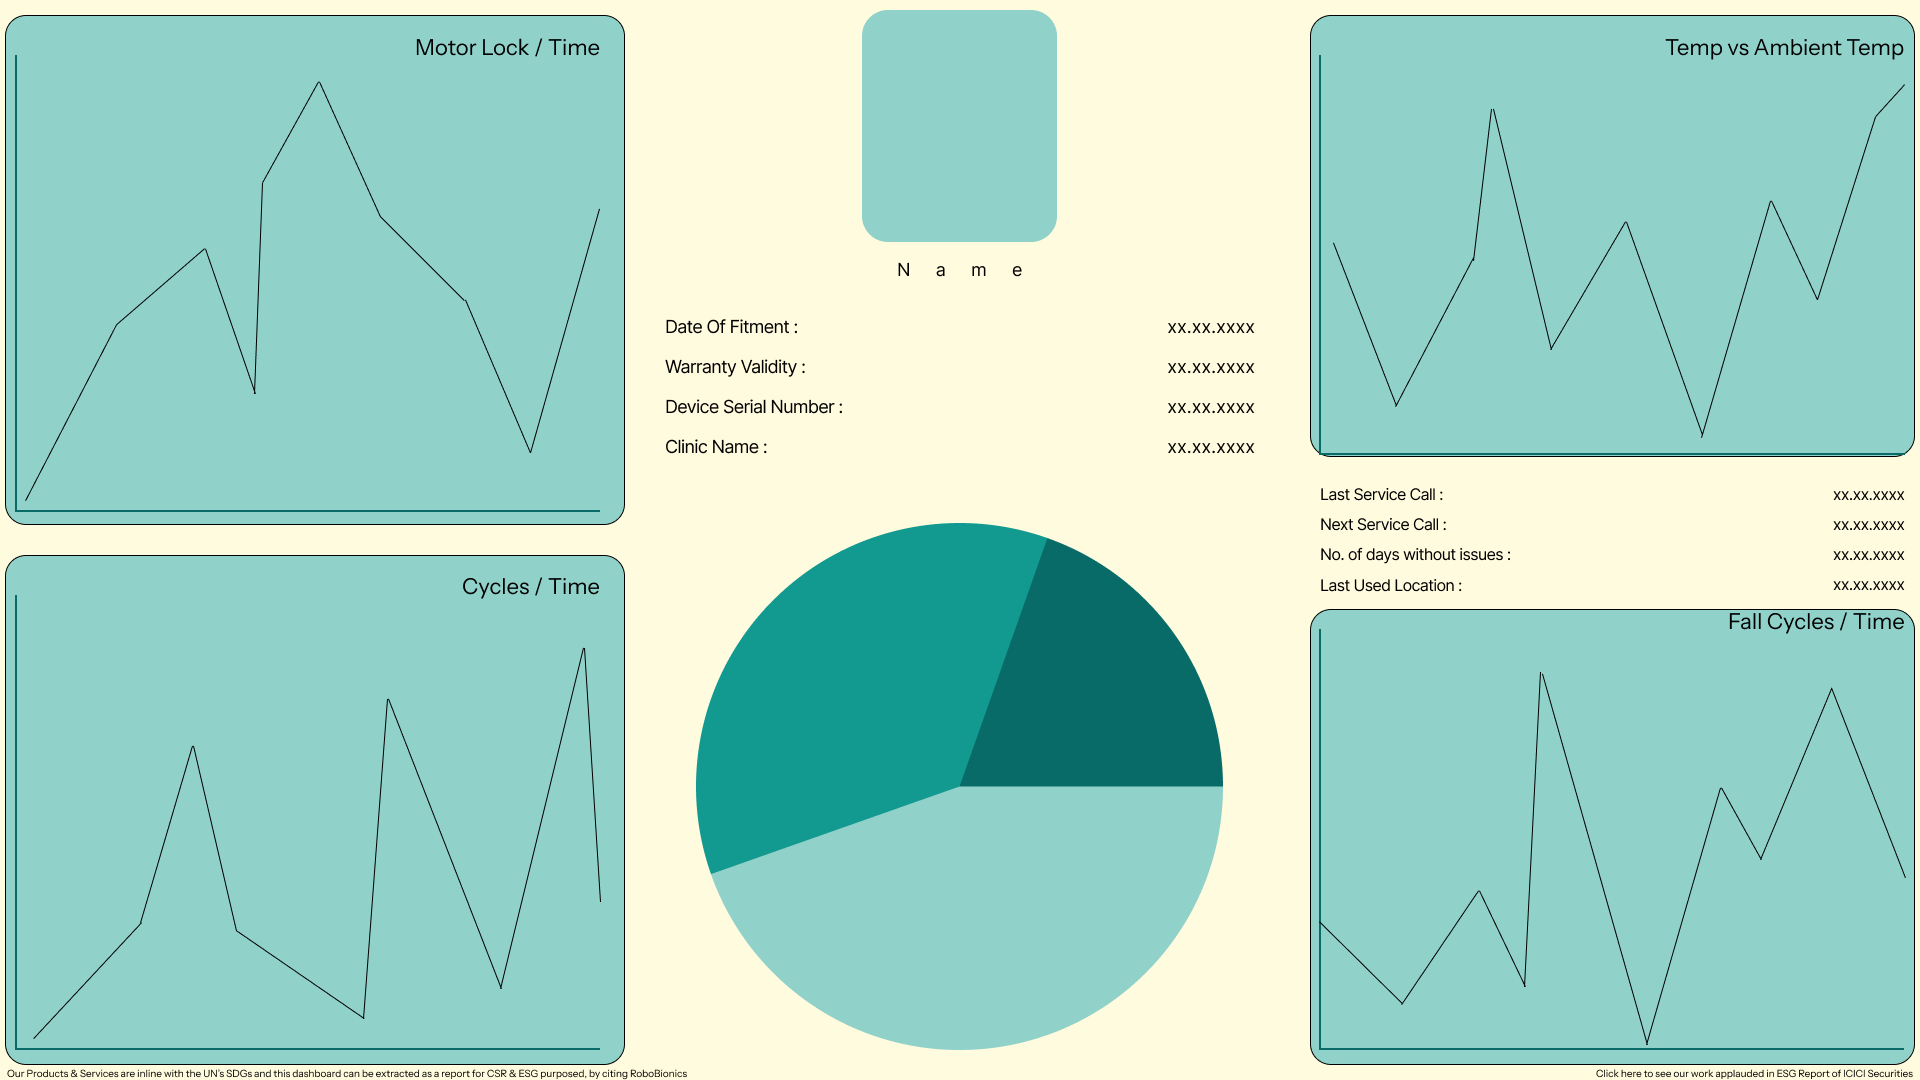 Motor Lock / Time
Temp vs Ambient Temp
N a m e
Date Of Fitment : xx.xx.xxxx
Warranty Validity : xx.xx.xxxx
Device Serial Number : xx.xx.xxxx
Clinic Name : xx.xx.xxxx
Last Service Call : xx.xx.xxxx
Next Service Call : xx.xx.xxxx
No. of days without issues : xx.xx.xxxx
Last Used Location : xx.xx.xxxx
Cycles / Time
Fall Cycles / Time
Our Products & Services are inline with the UN's SDGs and this dashboard can be extracted as a report for CSR & ESG purposed, by citing RoboBionics
Click here to see our work applauded in ESG Report of ICICI Securities